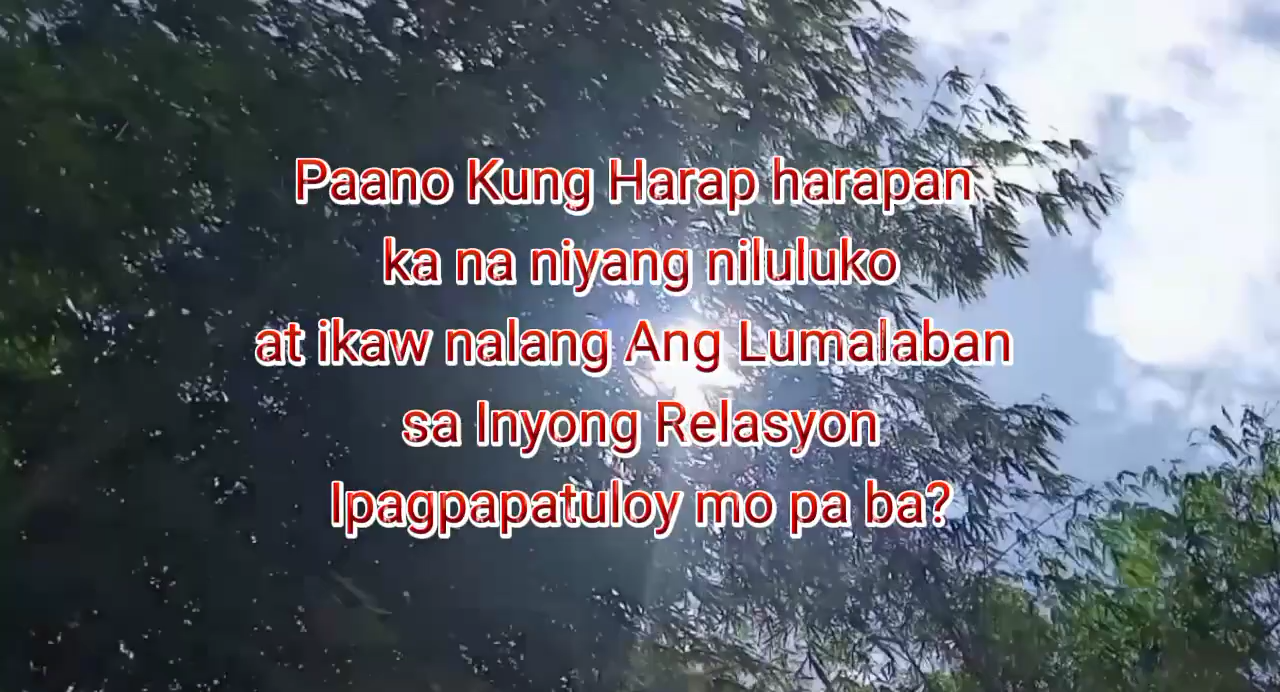 Paano Kung Harap harapan
ka na niyang niluluko
at ikaw nalang Ang Lumalaban
sa Inyong Relasyon
Ipagpapatuloy mo pa ba?